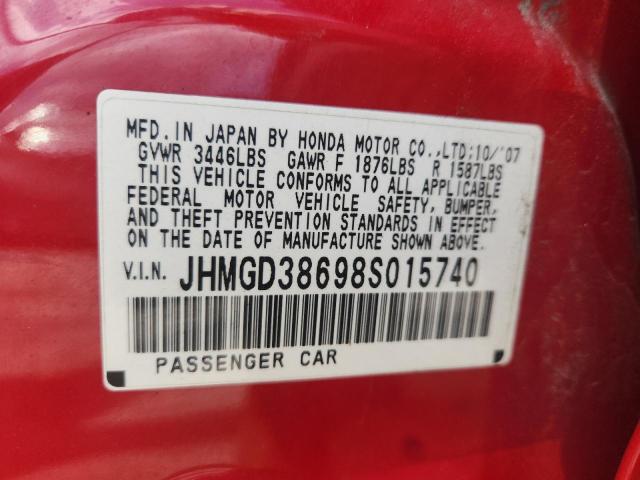 MFD. IN JAPAN BY HONDA MOTOR CO.,LTD;10/'07
GVWR 3446LBS GAWR F 1876LBS R 1587LBS
THIS VEHICLE CONFORMS TO ALL APPLICABLE
FEDERAL MOTOR VEHICLE SAFETY, BUMPER,
AND THEFT PREVENTION STANDARDS IN EFFECT
ON THE DATE OF MANUFACTURE SHOWN ABOVE.
V.I.N. JHMGD38698S015740
PASSENGER CAR